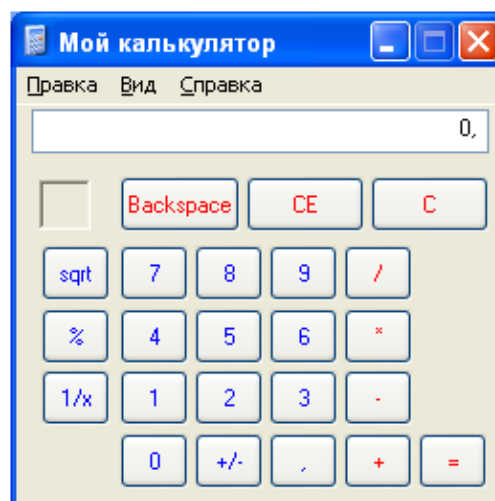 Мой калькулятор
Правка Вид Справка
0,
Backspace CE C
sqrt 7 8 9 /
% 4 5 6 *
1/x 1 2 3 -
0 +/- , + =